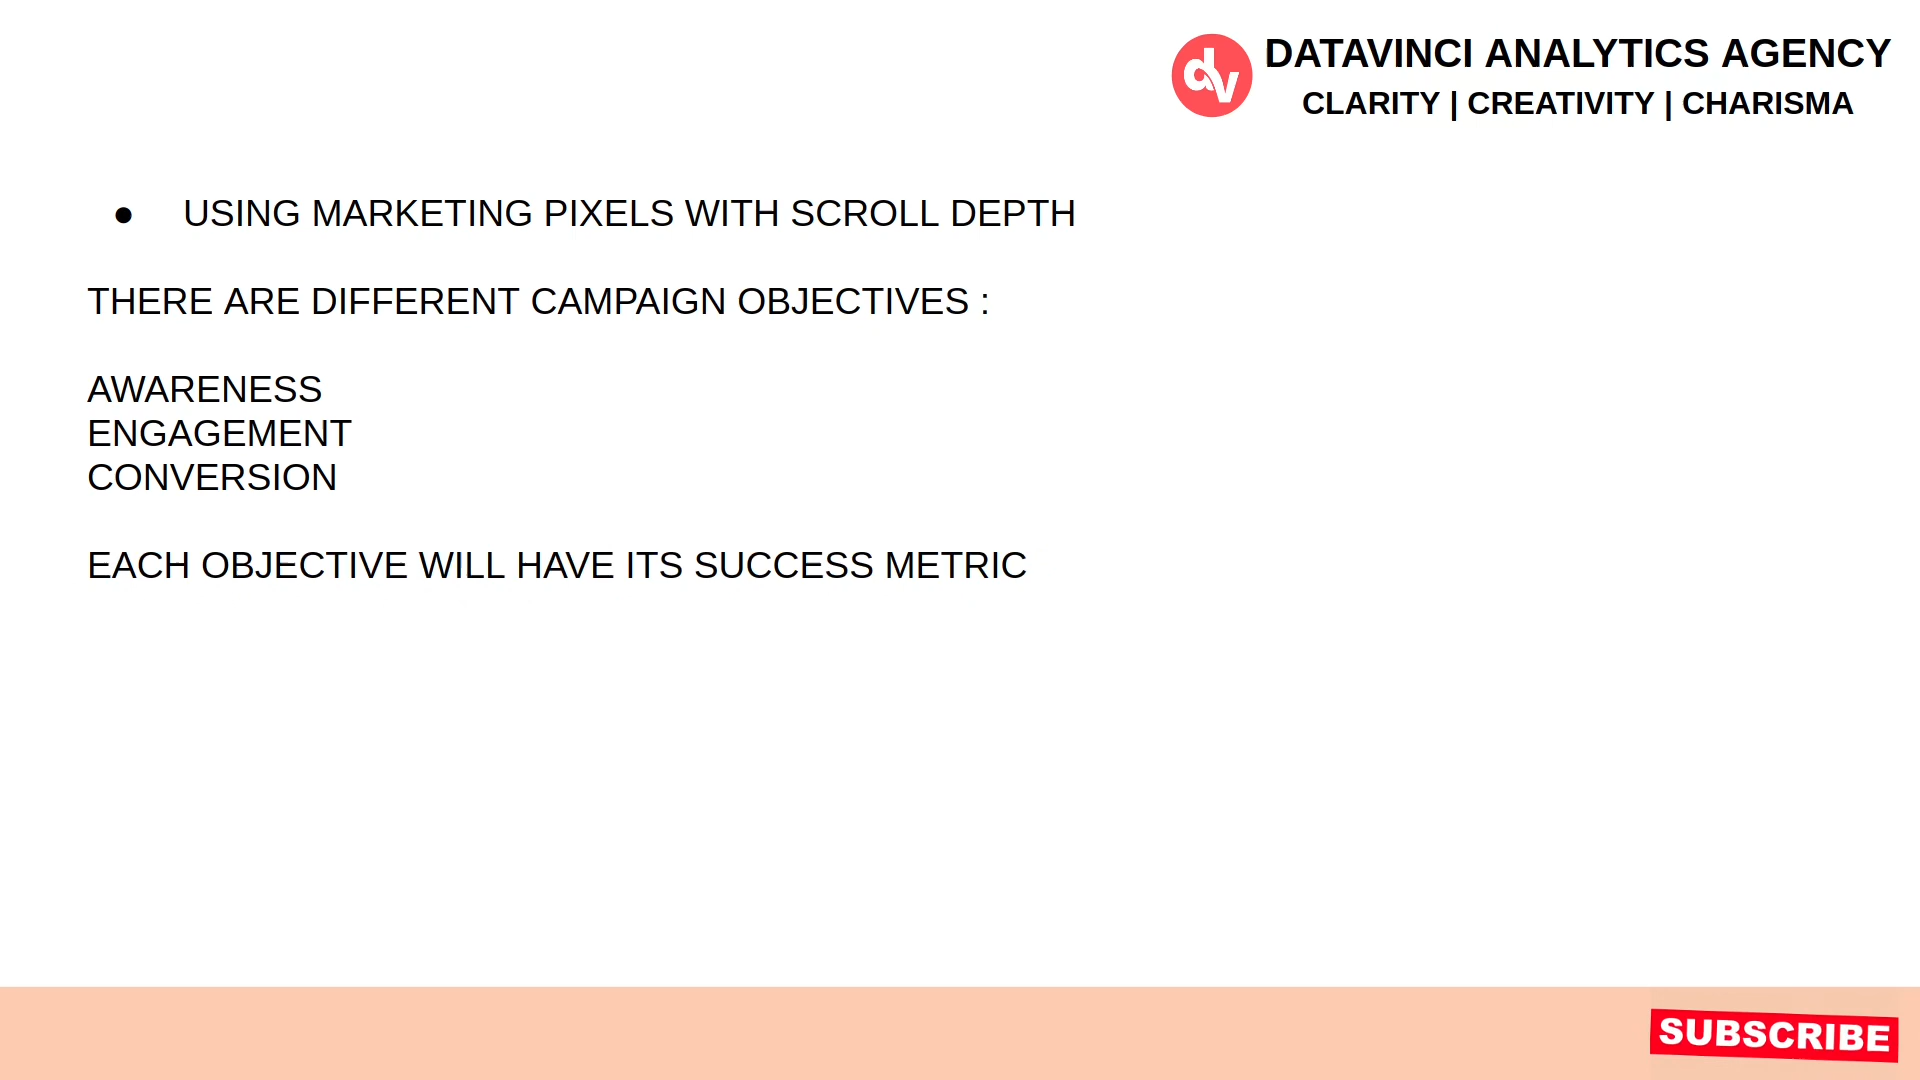 dv
DATAVINCI ANALYTICS AGENCY
CLARITY | CREATIVITY | CHARISMA
● USING MARKETING PIXELS WITH SCROLL DEPTH
THERE ARE DIFFERENT CAMPAIGN OBJECTIVES :
AWARENESS
ENGAGEMENT
CONVERSION
EACH OBJECTIVE WILL HAVE ITS SUCCESS METRIC
SUBSCRIBE